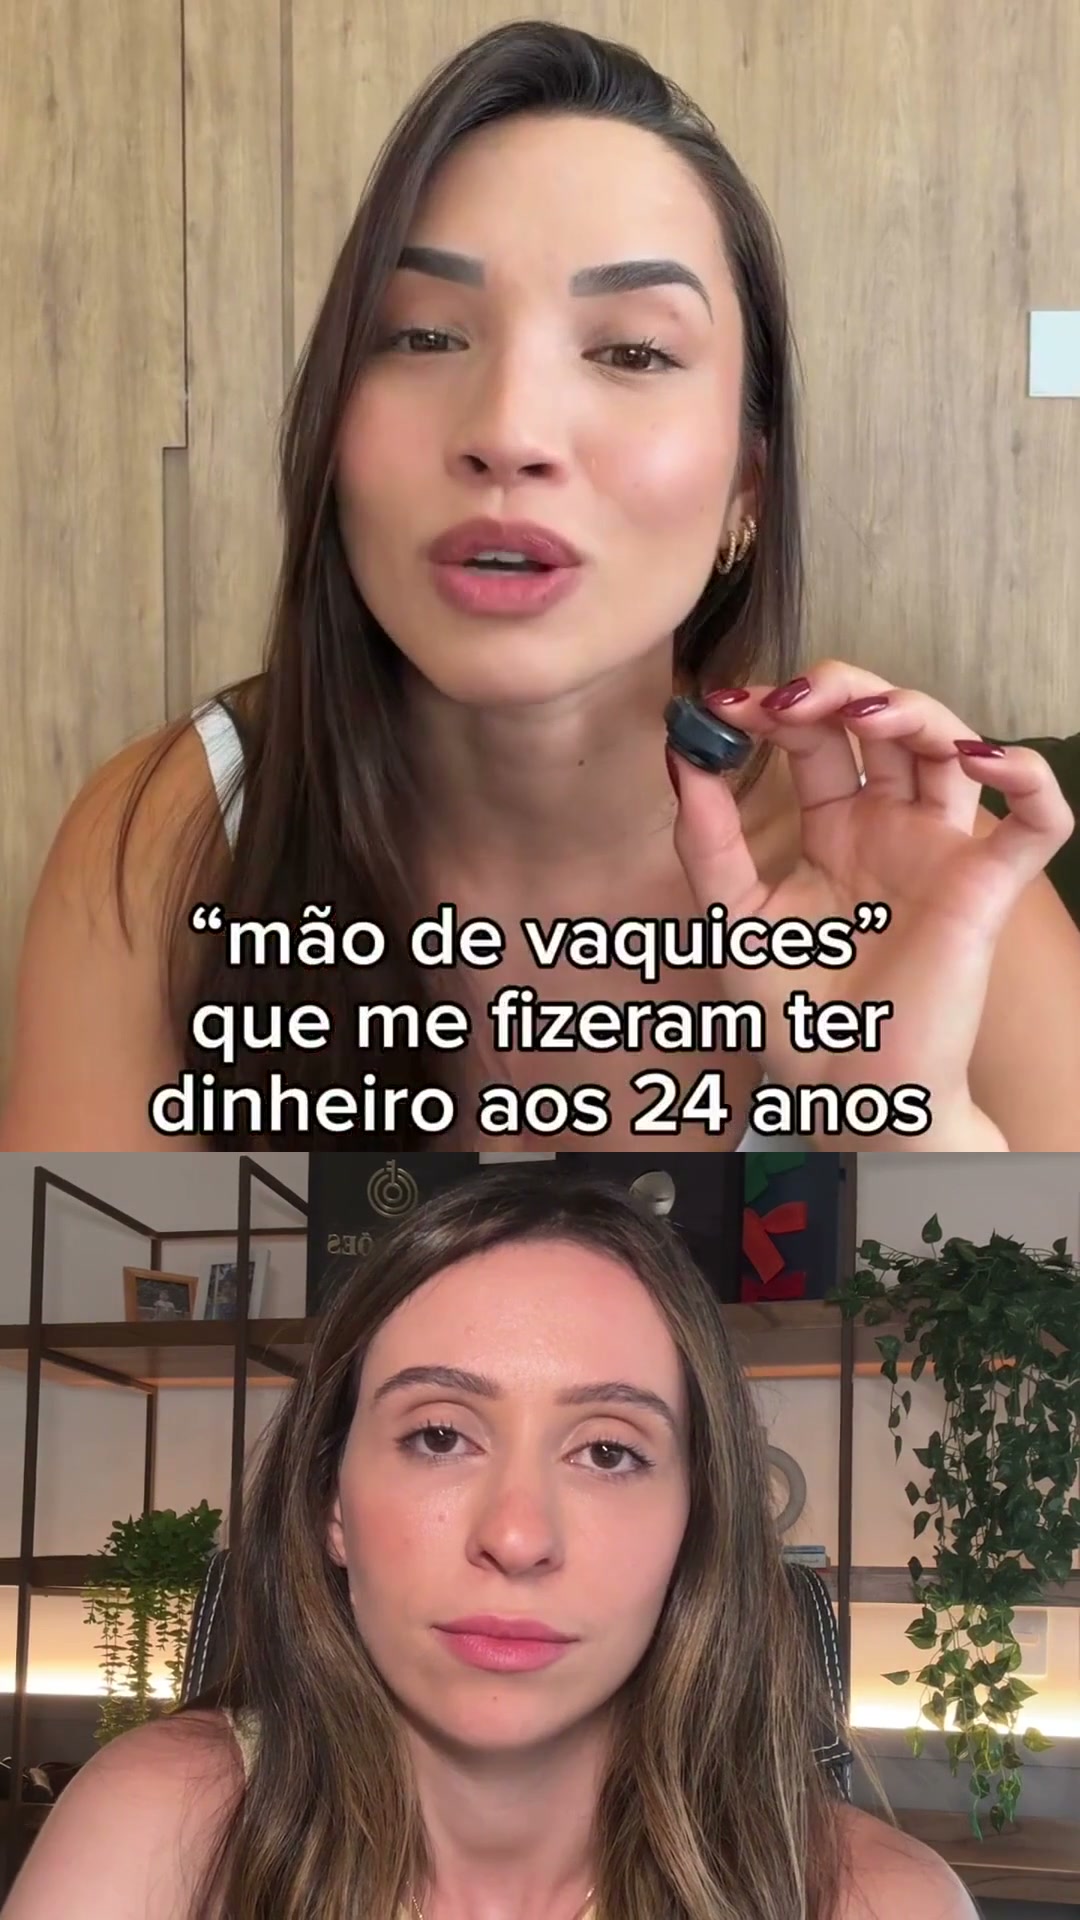 “mão de vaquices”
que me fizeram ter
dinheiro aos 24 anos